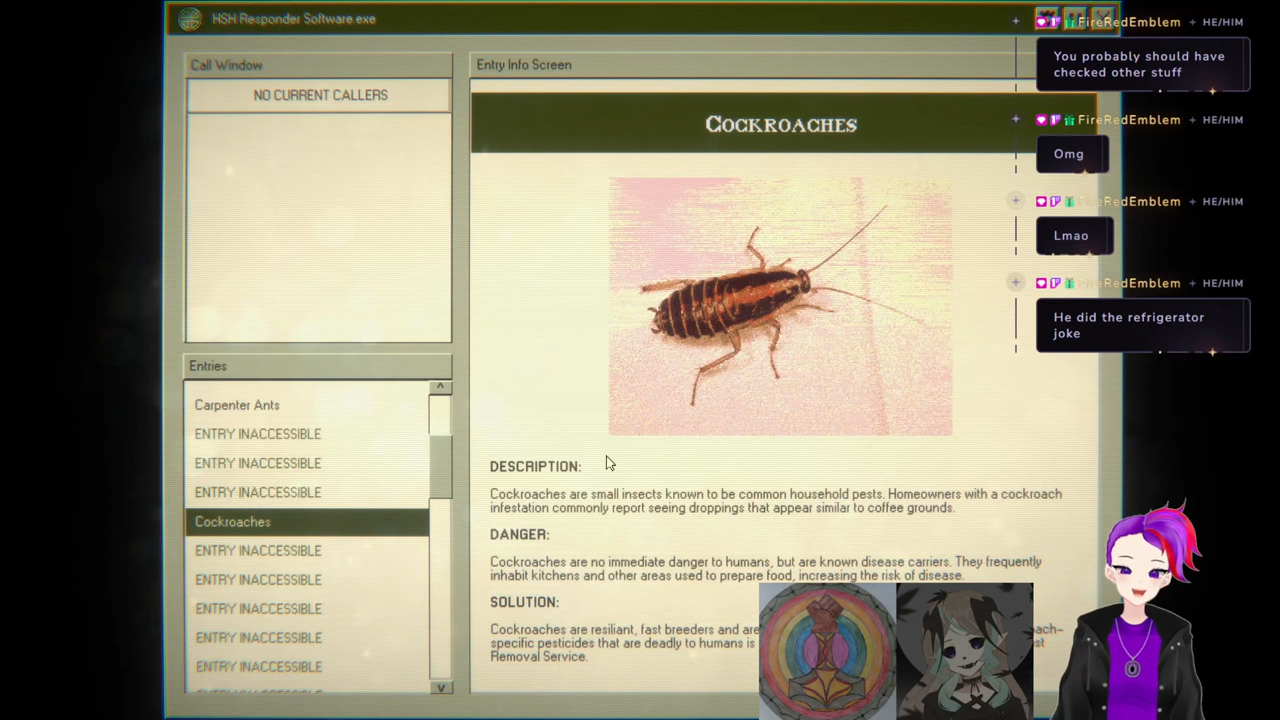 HSH Responder Software.exe
Call Window
NO CURRENT CALLERS
Entries
Carpenter Ants
ENTRY INACCESSIBLE
ENTRY INACCESSIBLE
ENTRY INACCESSIBLE
Cockroaches
ENTRY INACCESSIBLE
ENTRY INACCESSIBLE
ENTRY INACCESSIBLE
ENTRY INACCESSIBLE
ENTRY INACCESSIBLE
ENTRY INACCESSIBLE
Entry Info Screen
COCKROACHES
DESCRIPTION:
Cockroaches are small insects known to be common household pests. Homeowners with a cockroach
infestation commonly report seeing droppings that appear similar to coffee grounds.
DANGER:
Cockroaches are no immediate danger to humans, but are known disease carriers. They frequently
inhabit kitchens and other areas used to prepare food, increasing the risk of disease.
SOLUTION:
Cockroaches are resiliant, fast breeders and are
specific pesticides that are deadly to humans is
Removal Service.
FireRedEmblem + HE/HIM
You probably should have
checked other stuff
FireRedEmblem + HE/HIM
Omg
FireRedEmblem + HE/HIM
Lmao
FireRedEmblem + HE/HIM
He did the refrigerator
joke